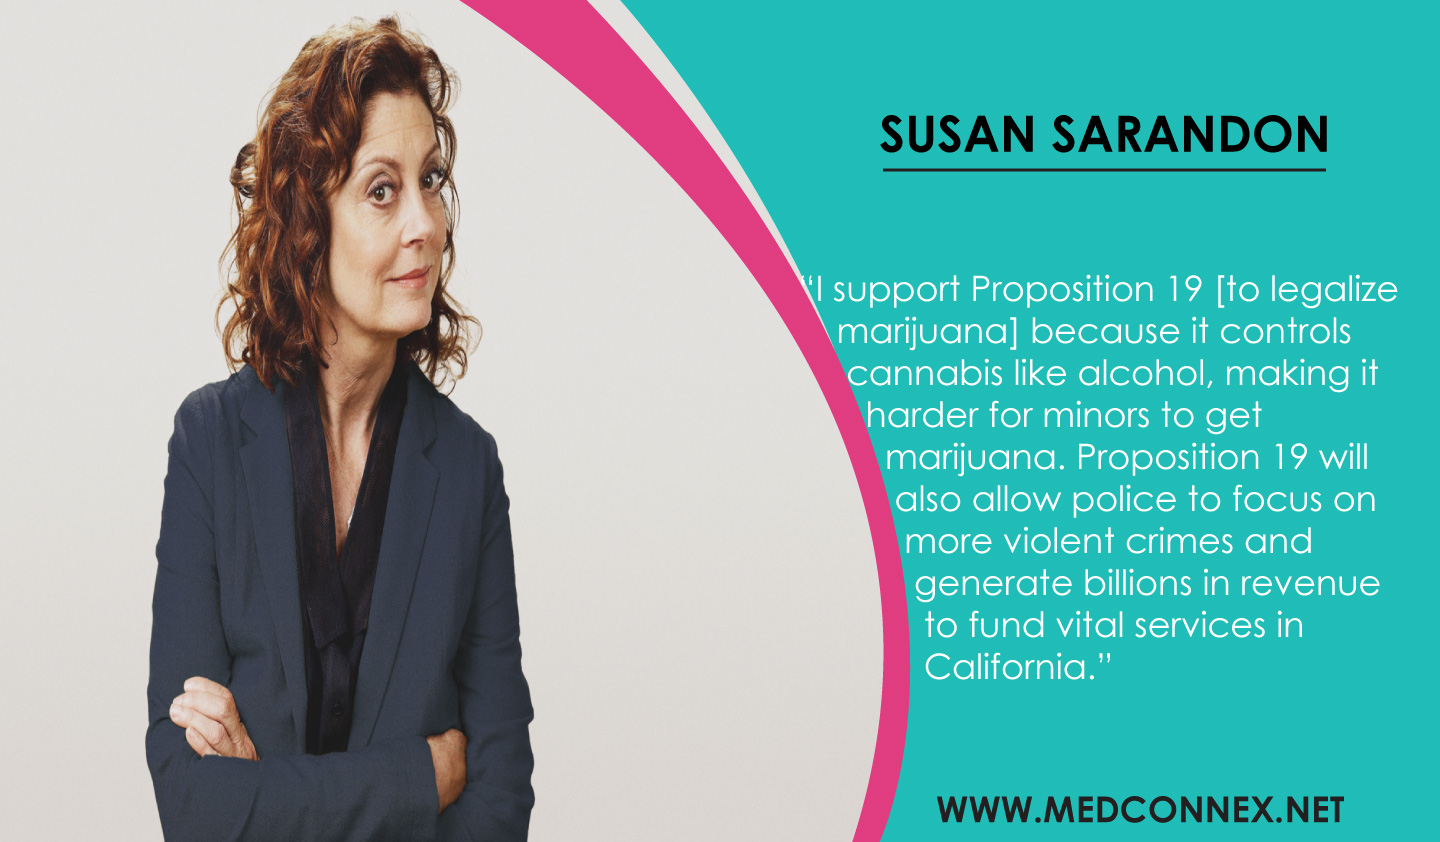 SUSAN SARANDON
“I support Proposition 19 [to legalize
marijuana] because it controls
cannabis like alcohol, making it
harder for minors to get
marijuana. Proposition 19 will
also allow police to focus on
more violent crimes and
generate billions in revenue
to fund vital services in
California.”
WWW.MEDCONNEX.NET